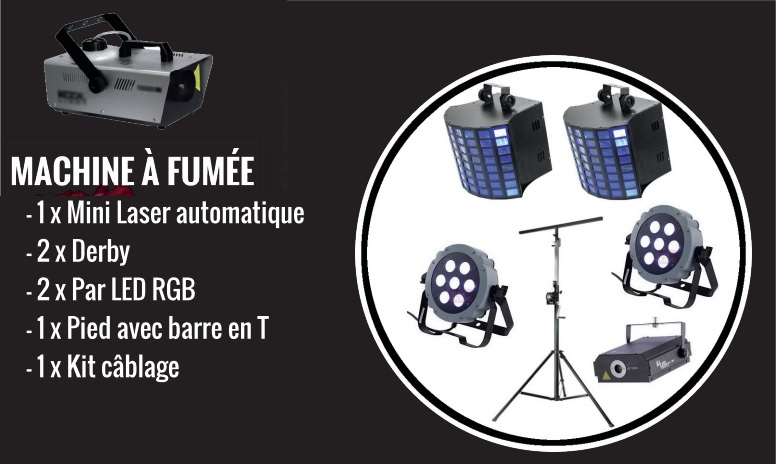 MACHINE À FUMÉE
- 1 x Mini Laser automatique
- 2 x Derby
- 2 x Par LED RGB
- 1 x Pied avec barre en T
- 1 x Kit câblage